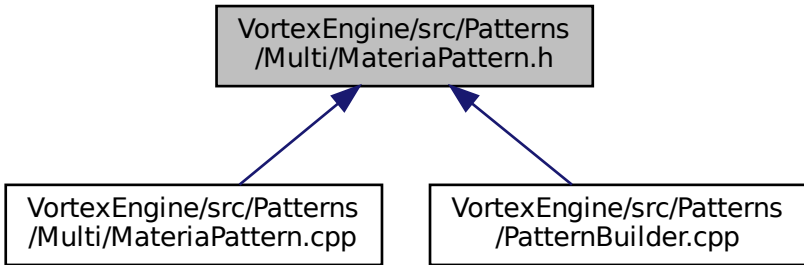 VortexEngine/src/Patterns
/Multi/MateriaPattern.h
VortexEngine/src/Patterns
/Multi/MateriaPattern.cpp
VortexEngine/src/Patterns
/PatternBuilder.cpp